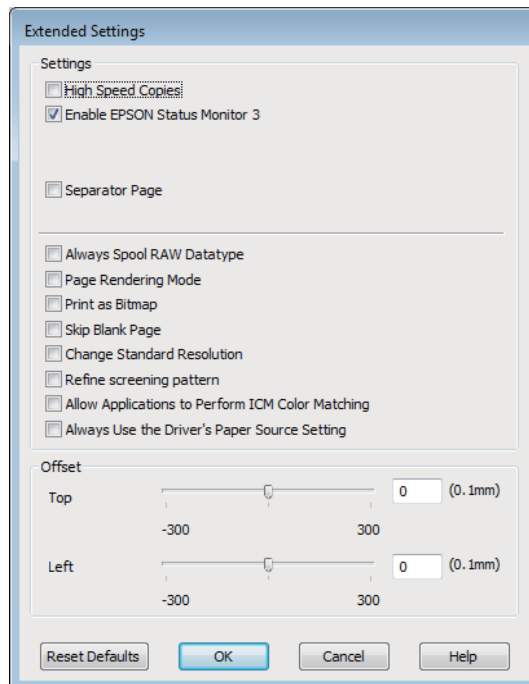 Extended Settings
Settings
High Speed Copies
Enable EPSON Status Monitor 3
Separator Page
Always Spool RAW Datatype
Page Rendering Mode
Print as Bitmap
Skip Blank Page
Change Standard Resolution
Refine screening pattern
Allow Applications to Perform ICM Color Matching
Always Use the Driver's Paper Source Setting
Offset
Top 0 (0.1mm)
-300 300
Left 0 (0.1mm)
-300 300
Reset Defaults OK Cancel Help